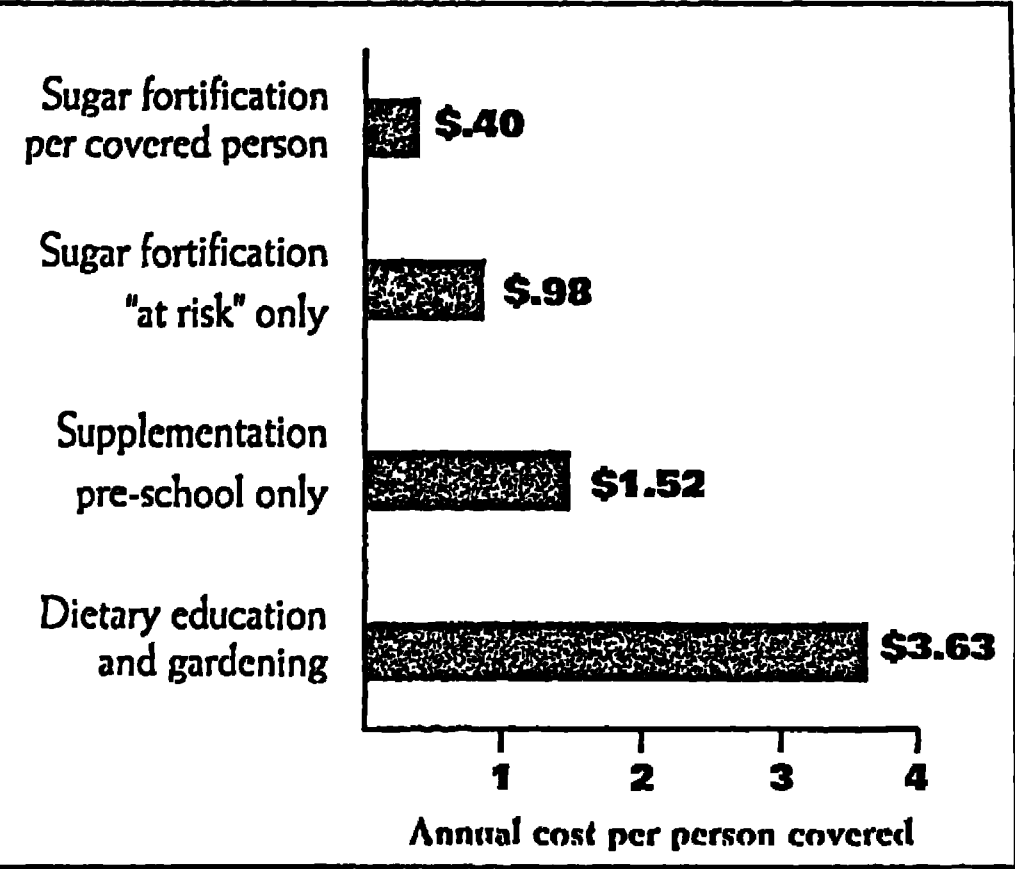 Sugar fortification
per covered person
$.40
Sugar fortification
"at risk" only
$.98
Supplementation
pre-school only
$1.52
Dietary education
and gardening
$3.63
1 2 3 4
Annual cost per person covered